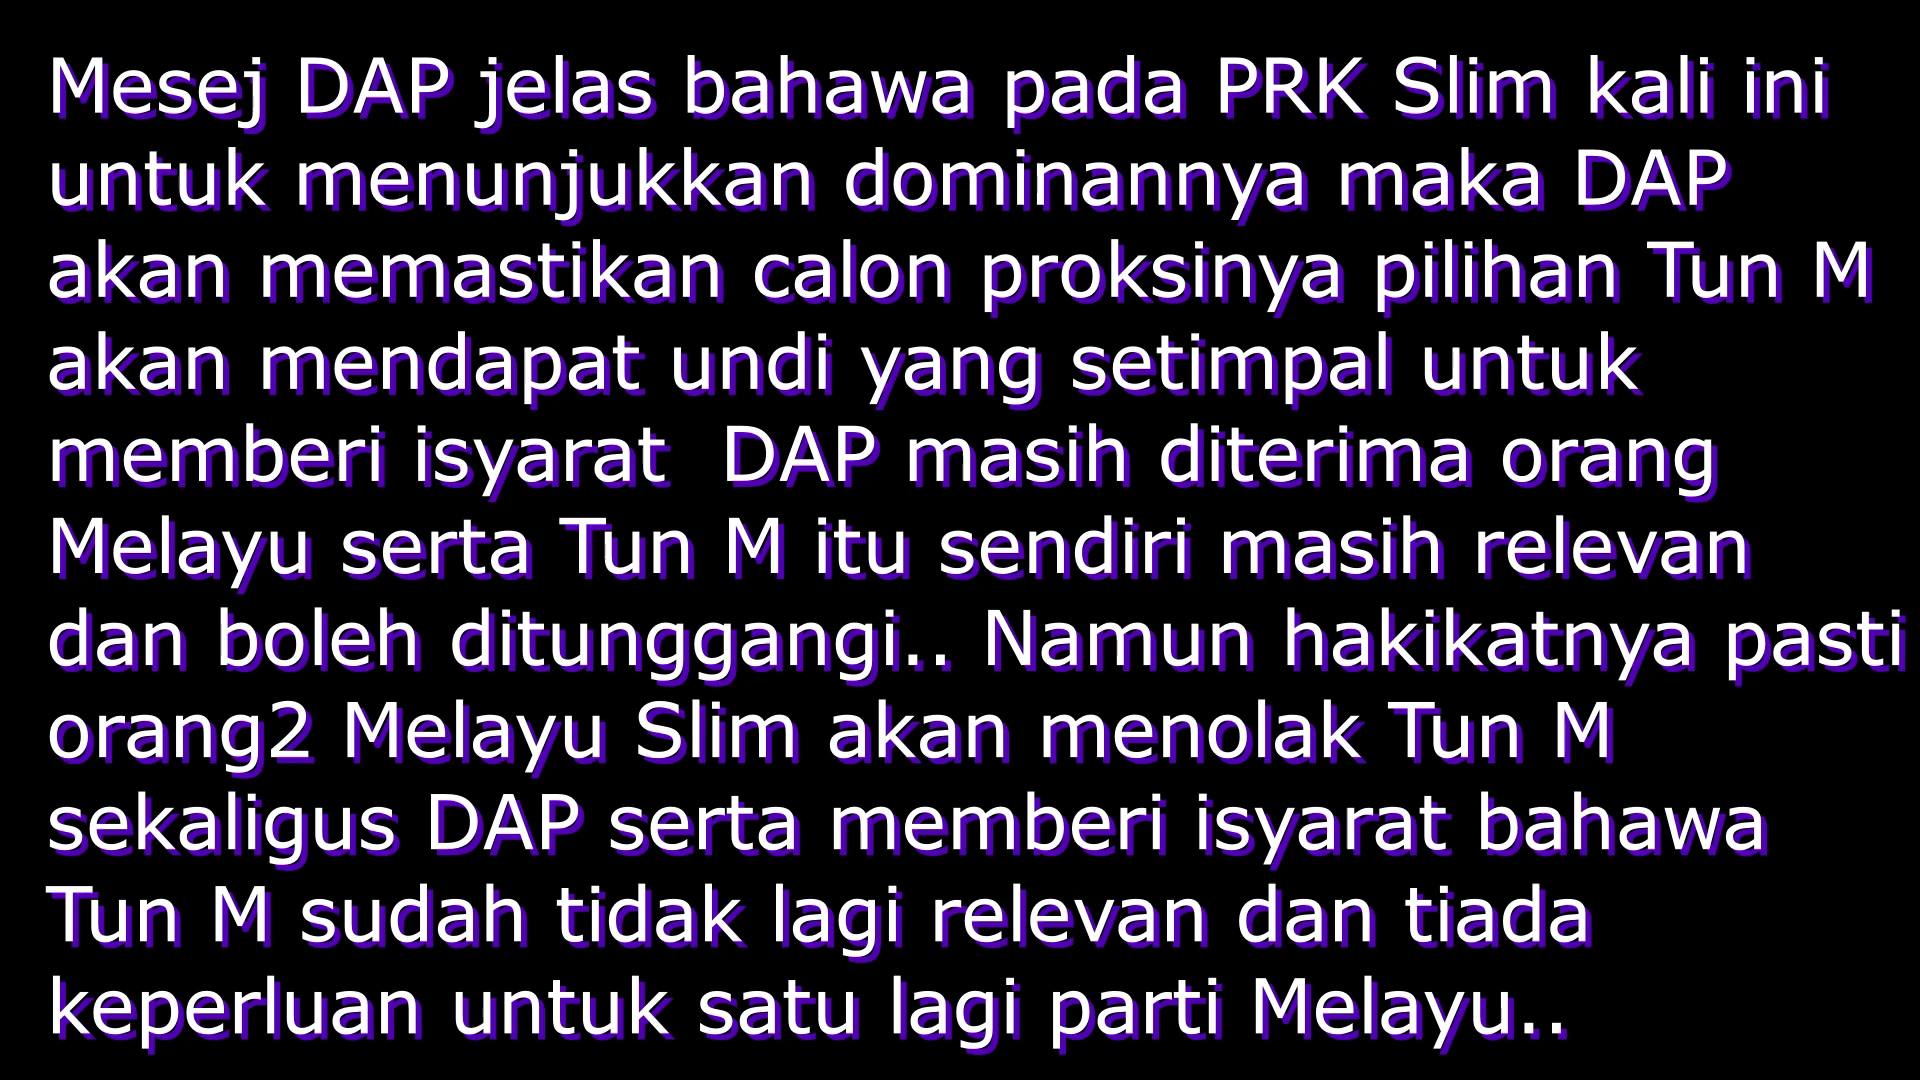 Mesej DAP jelas bahawa pada PRK Slim kali ini
untuk menunjukkan dominannya maka DAP
akan memastikan calon proksinya pilihan Tun M
akan mendapat undi yang setimpal untuk
memberi isyarat  DAP masih diterima orang
Melayu serta Tun M itu sendiri masih relevan
dan boleh ditunggangi.. Namun hakikatnya pasti
orang2 Melayu Slim akan menolak Tun M
sekaligus DAP serta memberi isyarat bahawa
Tun M sudah tidak lagi relevan dan tiada
keperluan untuk satu lagi parti Melayu..